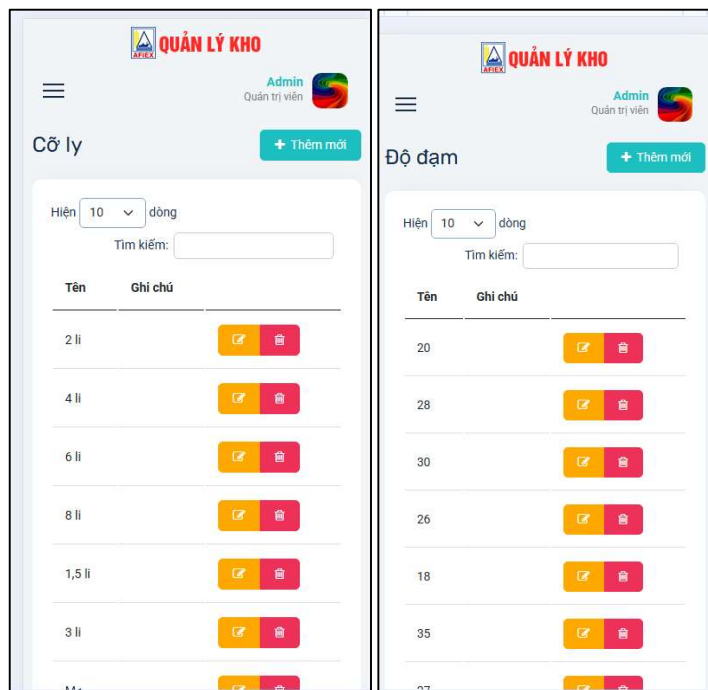 AFIEX QUẢN LÝ KHO
Admin
Quản trị viên
Cỡ ly
+ Thêm mới
Hiện 10 dòng
Tìm kiếm:
Tên Ghi chú
2 li
4 li
6 li
8 li
1,5 li
3 li
AFIEX QUẢN LÝ KHO
Admin
Quản trị viên
Độ đạm
+ Thêm mới
Hiện 10 dòng
Tìm kiếm:
Tên Ghi chú
20
28
30
26
18
35
27